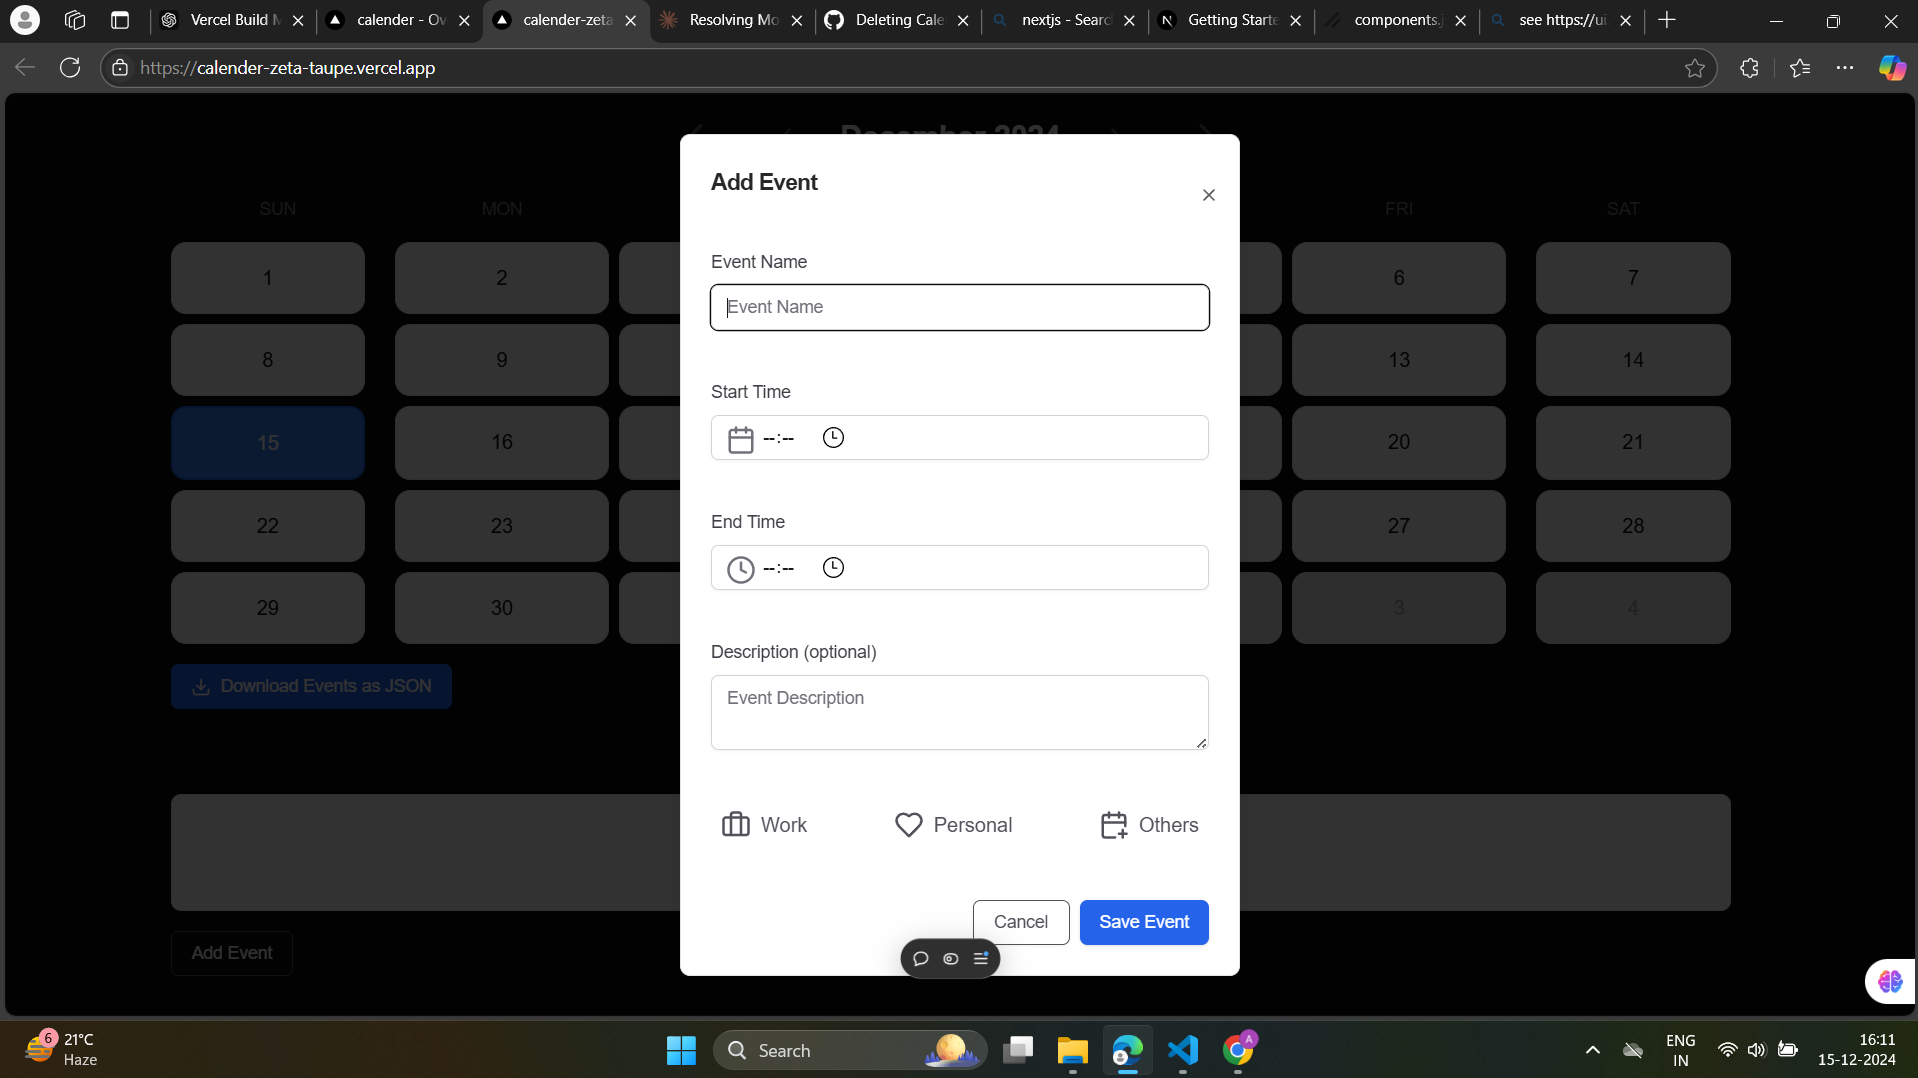 Vercel Build M
calender - Ov
calender-zeta
Resolving Mo
Deleting Cale
nextjs - Searc
Getting Starte
components.j
see https://ui
https://calender-zeta-taupe.vercel.app
December 2024
SUN MON FRI SAT
1 2 6 7
8 9 13 14
15 16 20 21
22 23 27 28
29 30 3 4
Download Events as JSON
Add Event
Add Event
Event Name
Event Name
Start Time
--:--
End Time
--:--
Description (optional)
Event Description
Work Personal Others
Cancel Save Event
6
21°C
Haze
Search
A
ENG
IN
16:11
15-12-2024